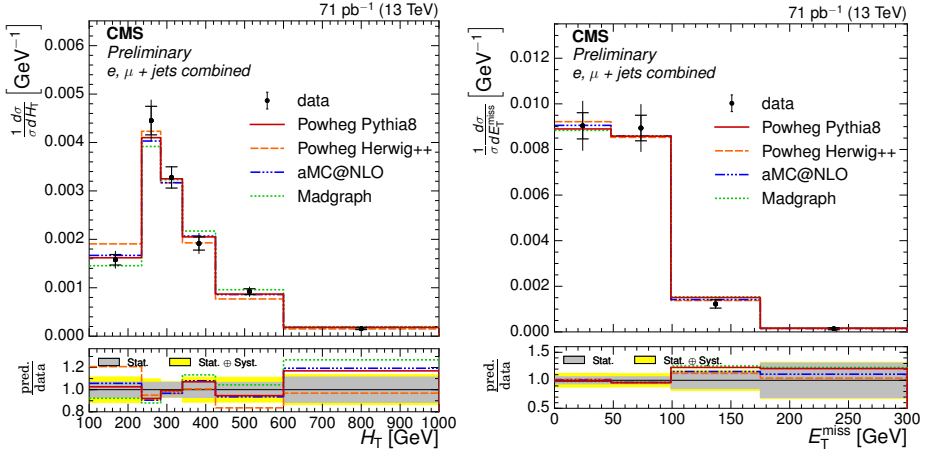 71 pb−1 (13 TeV)
CMS
Preliminary
e, μ + jets combined
data
Powheg Pythia8
Powheg Herwig++
aMC@NLO
Madgraph
1/σ dσ/dH_T [GeV−1]
0.006
0.005
0.004
0.003
0.002
0.001
0.000
Stat.
Stat. ⊕ Syst.
pred./data
1.2
1.0
0.8
100 200 300 400 500 600 700 800 900 1000
H_T [GeV]
71 pb−1 (13 TeV)
CMS
Preliminary
e, μ + jets combined
data
Powheg Pythia8
Powheg Herwig++
aMC@NLO
Madgraph
1/σ dσ/dE_T^miss [GeV−1]
0.012
0.010
0.008
0.006
0.004
0.002
0.000
Stat.
Stat. ⊕ Syst.
pred./data
1.5
1.0
0.5
0 50 100 150 200 250 300
E_T^miss [GeV]